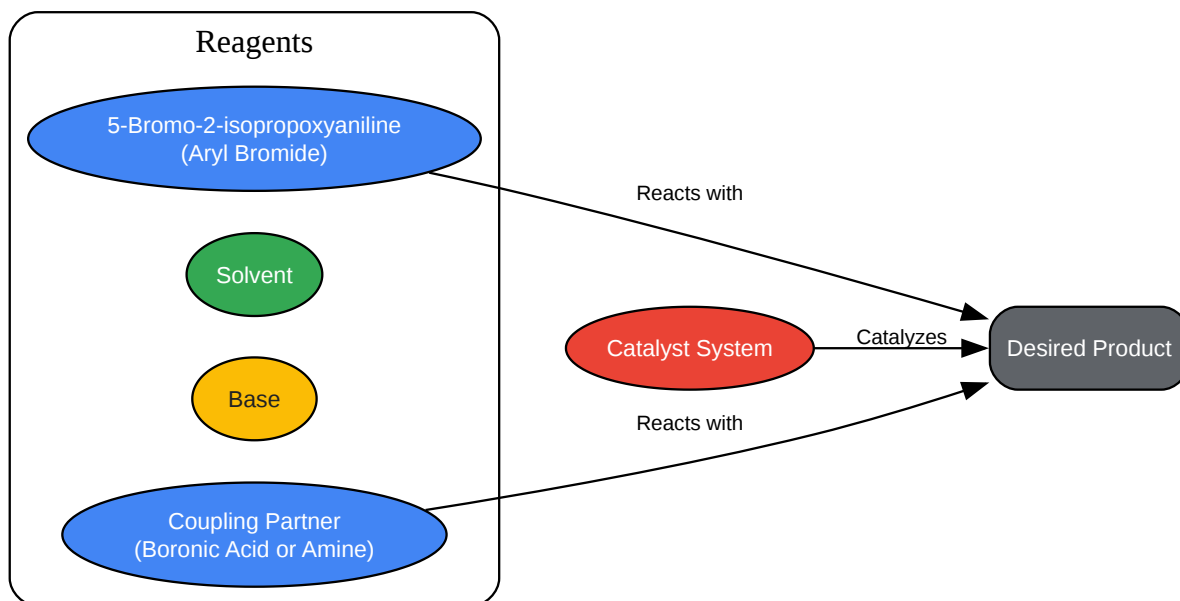 Reagents
5-Bromo-2-isopropoxyaniline
(Aryl Bromide)
Reacts with
Solvent
Catalyst System
Catalyzes
Desired Product
Base
Reacts with
Coupling Partner
(Boronic Acid or Amine)